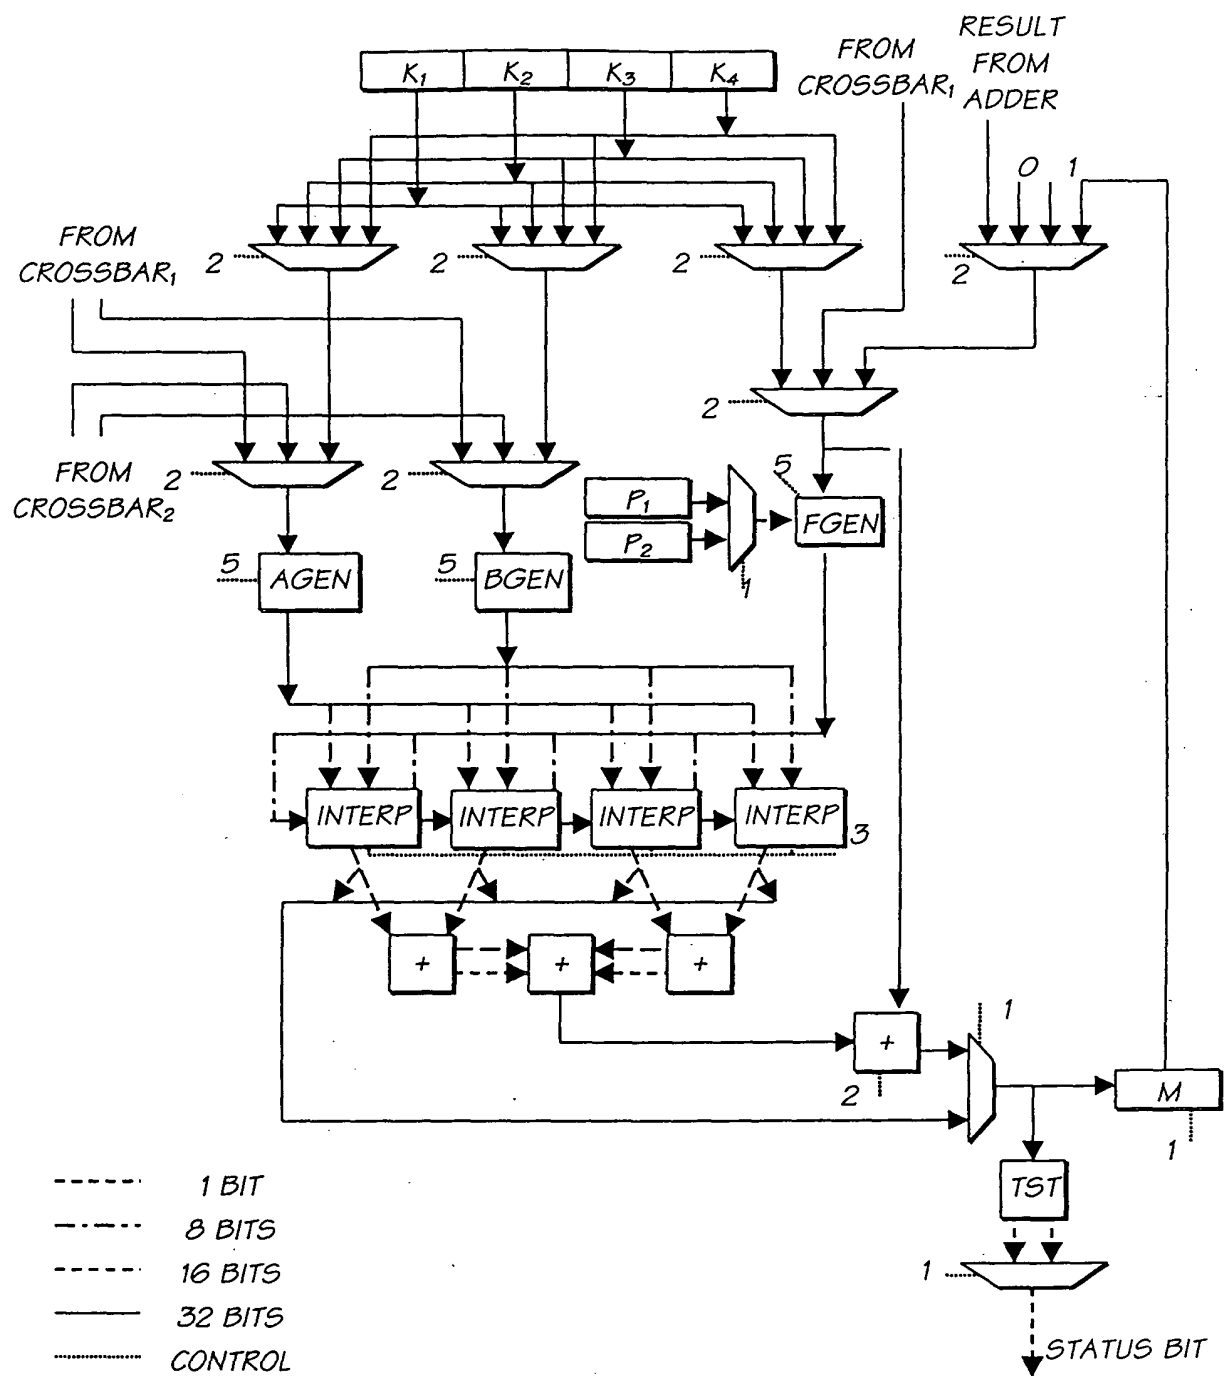 RESULT
FROM
ADDER
FROM
CROSSBAR1
K1 K2 K3 K4
0 1
FROM
CROSSBAR1
2 2 2 2
2
FROM
CROSSBAR2
2 2
5
P1
P2
FGEN
1
5 AGEN
5 BGEN
INTERP INTERP INTERP INTERP
3
+ + +
1
+
2
M
1
TST
1
STATUS BIT
1 BIT
8 BITS
16 BITS
32 BITS
CONTROL